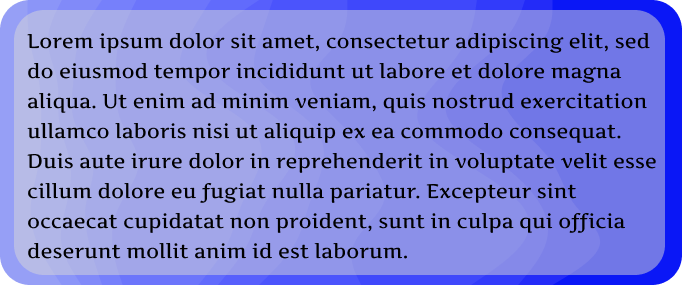 Lorem ipsum dolor sit amet, consectetur adipiscing elit, sed
do eiusmod tempor incididunt ut labore et dolore magna
aliqua. Ut enim ad minim veniam, quis nostrud exercitation
ullamco laboris nisi ut aliquip ex ea commodo consequat.
Duis aute irure dolor in reprehenderit in voluptate velit esse
cillum dolore eu fugiat nulla pariatur. Excepteur sint
occaecat cupidatat non proident, sunt in culpa qui officia
deserunt mollit anim id est laborum.